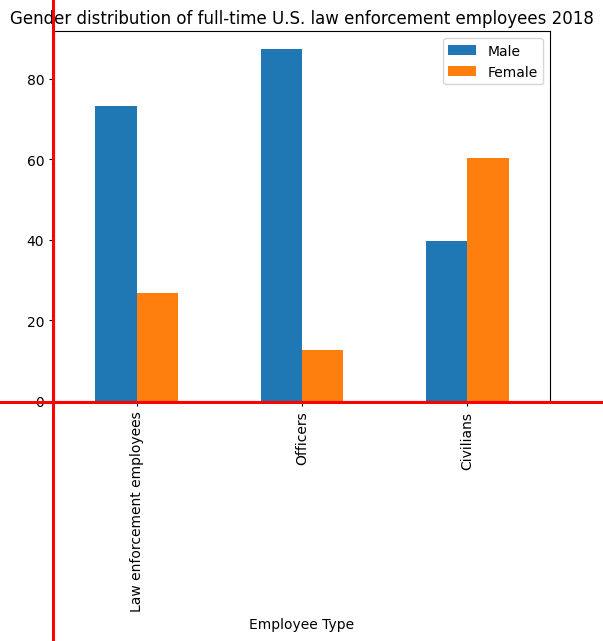 Gender distribution of full-time U.S. law enforcement employees 2018
Male
Female
80
60
40
20
0
Law enforcement employees
Officers
Civilians
Employee Type